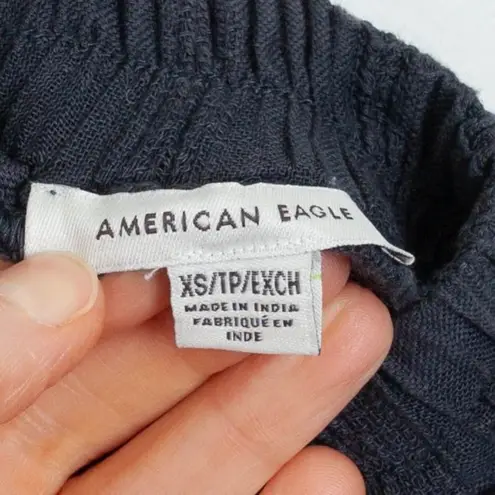 AMERICAN EAGLE
XS/TP/EXCH
MADE IN INDIA
FABRIQUÉ EN
INDE